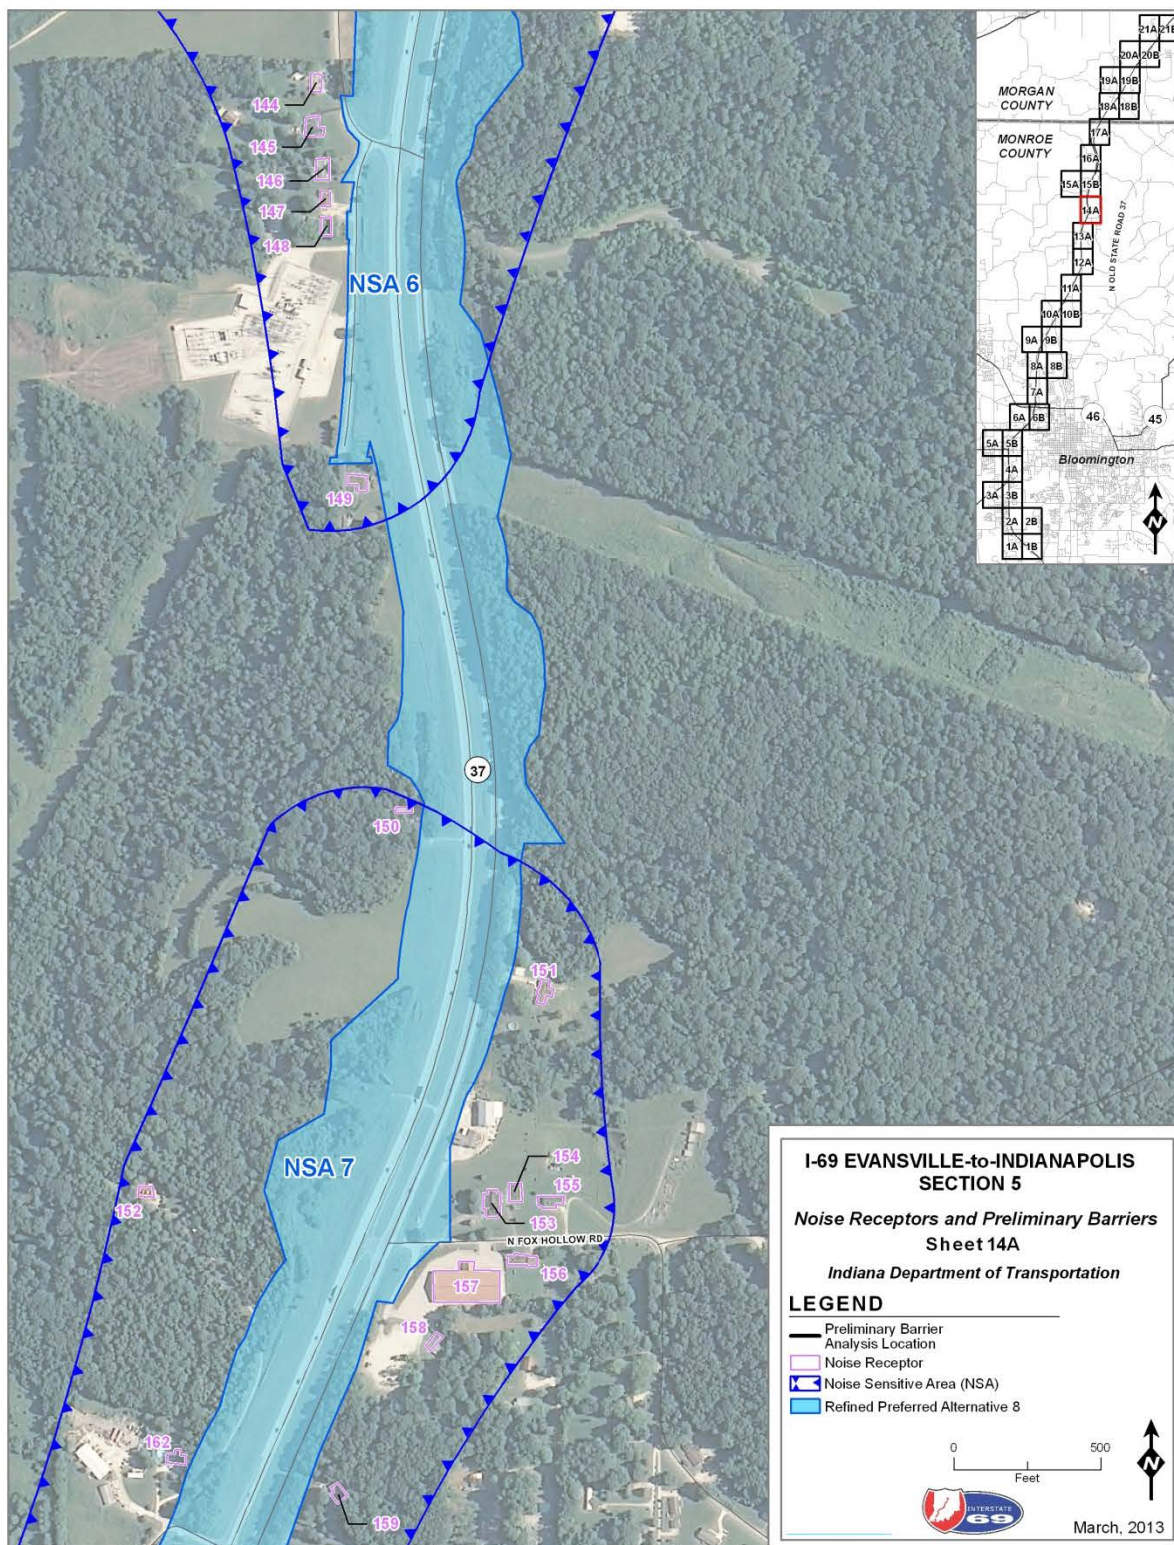 144
145
146
147
148
NSA 6
149
37
150
151
NSA 7
152
154
155
153
N FOX HOLLOW RD
156
157
158
162
159
21A 21B
20A 20B
19A 19B
18A 18B
MORGAN
COUNTY
17A
MONROE
COUNTY
16A
15A 15B
14A
N OLD STATE ROAD 37
13A
12A
11A
10A 10B
9A 9B
8A 8B
7A
6A 6B
46
45
5A 5B
Bloomington
4A
3A 3B
2A 2B
1A 1B
N
I-69 EVANSVILLE-to-INDIANAPOLIS
SECTION 5
Noise Receptors and Preliminary Barriers
Sheet 14A
Indiana Department of Transportation
LEGEND
Preliminary Barrier
Analysis Location
Noise Receptor
Noise Sensitive Area (NSA)
Refined Preferred Alternative 8
0 500
Feet
N
INTERSTATE
69
March, 2013